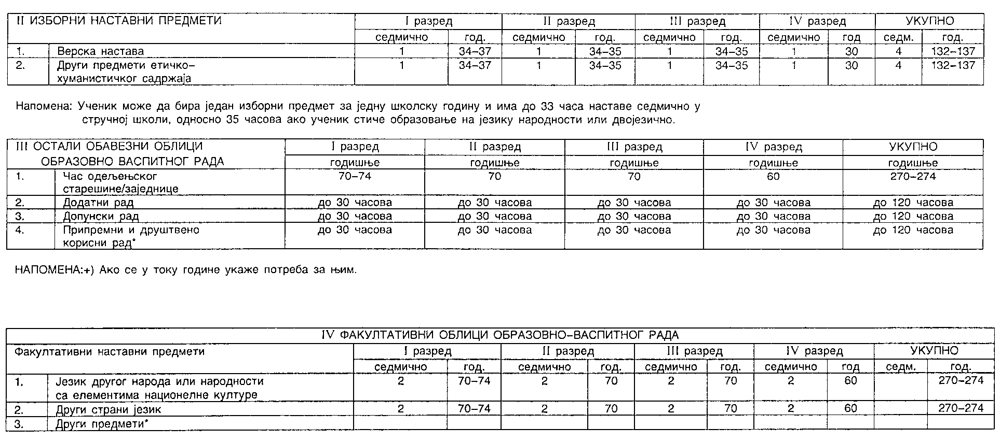 II ИЗБОРНИ НАСТАВНИ ПРЕДМЕТИ I разред II разред III разред IV разред УКУПНО
седмично год. седмично год. седмично год. седмично год седм. год.
1. Верска настава 1 34–37 1 34–35 1 34–35 1 30 4 132–137
2. Други предмети етичко– 1 34–37 1 34–35 1 34–35 1 30 4 132–137
хуманистичког садржаја
Напомена: Ученик може да бира један изборни предмет за једну школску годину и има до 33 часа наставе седмично у
стручној школи, односно 35 часова ако ученик стиче образовање на језику народности или двојезично.
III ОСТАЛИ ОБАВЕЗНИ ОБЛИЦИ I разред II разред III разред IV разред УКУПНО
ОБРАЗОВНО ВАСПИТНОГ РАДА годишње годишње годишње годишње годишње
1. Час одељењског 70–74 70 70 60 270–274
старешине/заједнице
2. Додатни рад до 30 часова до 30 часова до 30 часова до 30 часова до 120 часова
3. Допунски рад до 30 часова до 30 часова до 30 часова до 30 часова до 120 часова
4. Припремни и друштвено до 30 часова до 30 часова до 30 часова до 30 часова до 120 часова
корисни рад*
НАПОМЕНА:+) Ако се у току године укаже потреба за њим.
IV ФАКУЛТАТИВНИ ОБЛИЦИ ОБРАЗОВНО–ВАСПИТНОГ РАДА
Факултативни наставни предмети I разред II разред III разред IV разред УКУПНО
седмично год. седмично год. седмично год. седмично год седм. год.
1. Језик другог народа или народности 2 70–74 2 70 2 70 2 60 270–274
са елементима национелне културе
2. Други страни језик 2 70–74 2 70 2 70 2 60 270–274
3. Други предмети*